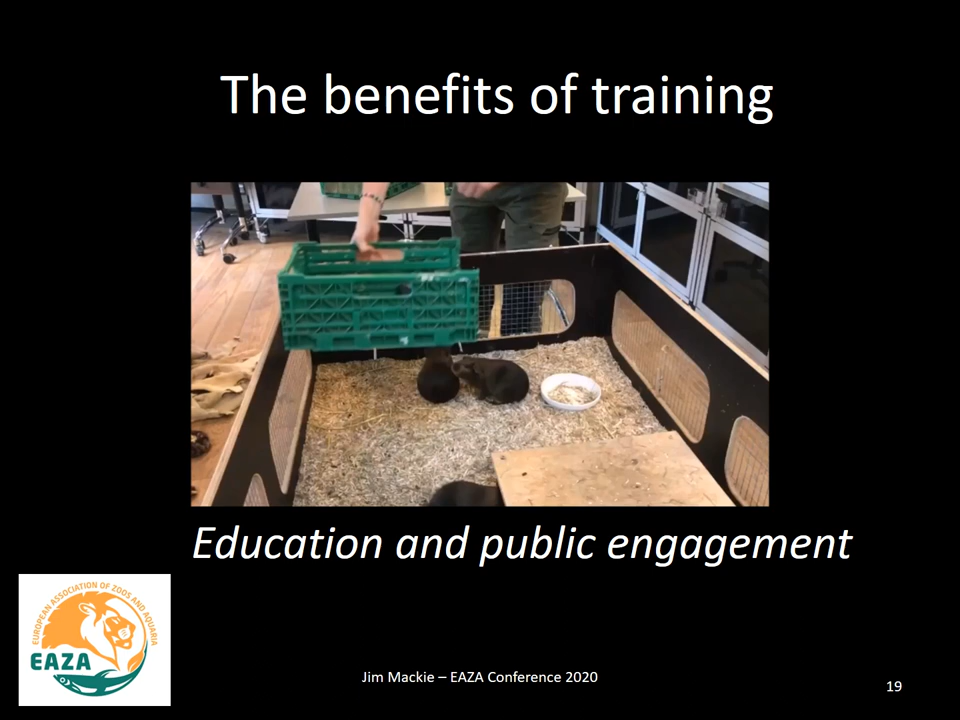 The benefits of training
Education and public engagement
EUROPEAN ASSOCIATION OF ZOOS AND AQUARIA
EAZA
Jim Mackie – EAZA Conference 2020
19